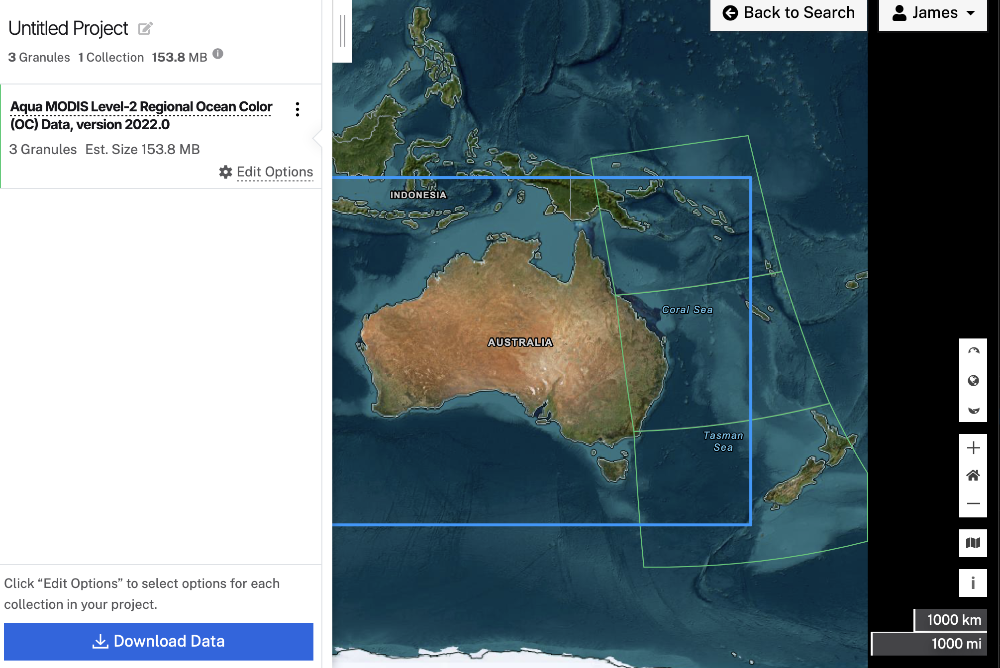 Untitled Project
3 Granules 1 Collection 153.8 MB
Aqua MODIS Level-2 Regional Ocean Color
(OC) Data, version 2022.0
3 Granules Est. Size 153.8 MB
Edit Options
Click “Edit Options” to select options for each
collection in your project.
Download Data
Back to Search
James
INDONESIA
Coral Sea
AUSTRALIA
Tasman
Sea
1000 km
1000 mi